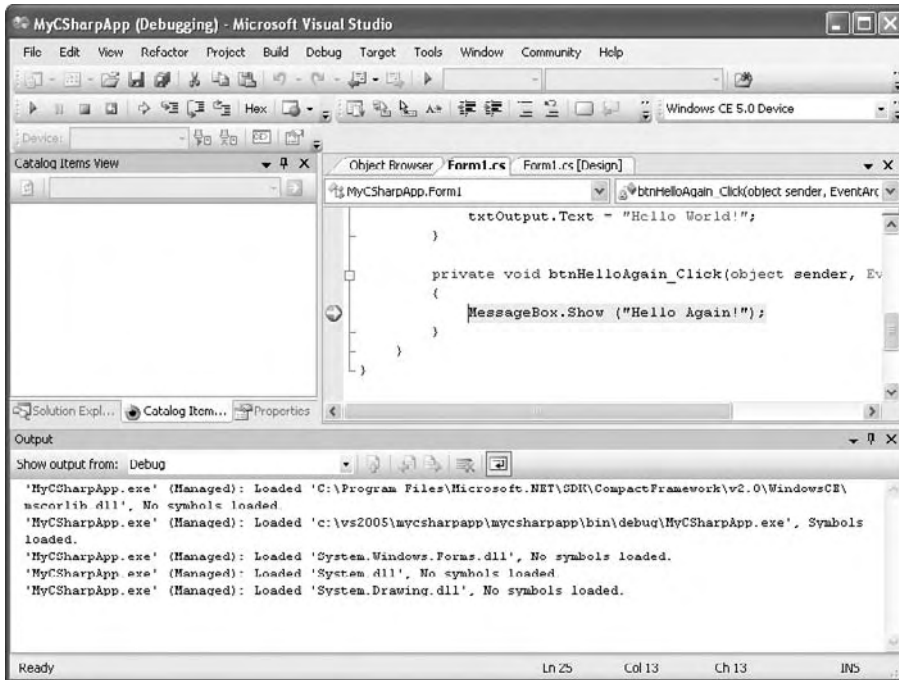 MyCSharpApp (Debugging) - Microsoft Visual Studio
File Edit View Refactor Project Build Debug Target Tools Window Community Help
Hex
Windows CE 5.0 Device
Device:
Catalog Items View
Object Browser Form1.cs Form1.cs [Design]
MyCSharpApp.Form1
btnHelloAgain_Click(object sender, EventArc
txtOutput.Text = "Hello World!";
}
private void btnHelloAgain_Click(object sender, Ev
{
MessageBox.Show ("Hello Again!");
}
}
}
Solution Expl... Catalog Item... Properties
Output
Show output from: Debug
'MyCSharpApp.exe' (Managed): Loaded 'C:\Program Files\Microsoft.NET\SDK\CompactFramework\v2.0\WindowsCE\
mscorlib.dll', No symbols loaded.
'MyCSharpApp.exe' (Managed): Loaded 'c:\vs2005\mycsharpapp\mycsharpapp\bin\debug\MyCSharpApp.exe', Symbols
loaded.
'MyCSharpApp.exe' (Managed): Loaded 'System.Windows.Forms.dll', No symbols loaded.
'MyCSharpApp.exe' (Managed): Loaded 'System.dll', No symbols loaded.
'MyCSharpApp.exe' (Managed): Loaded 'System.Drawing.dll', No symbols loaded.
Ready Ln 25 Col 13 Ch 13 INS